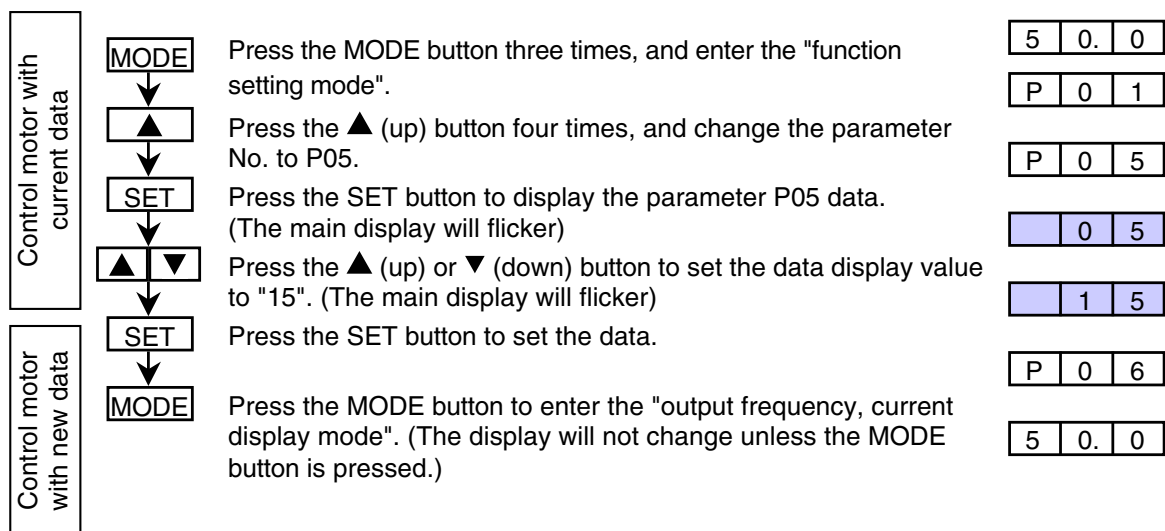 Control motor with
current data
MODE
Press the MODE button three times, and enter the "function
setting mode".
5 0. 0
P 0 1
▲
Press the ▲ (up) button four times, and change the parameter
No. to P05.
P 0 5
SET
Press the SET button to display the parameter P05 data.
(The main display will flicker)
0 5
▲ ▼
Press the ▲ (up) or ▼ (down) button to set the data display value
to "15". (The main display will flicker)
1 5
Control motor
with new data
SET
Press the SET button to set the data.
P 0 6
MODE
Press the MODE button to enter the "output frequency, current
display mode". (The display will not change unless the MODE
button is pressed.)
5 0. 0